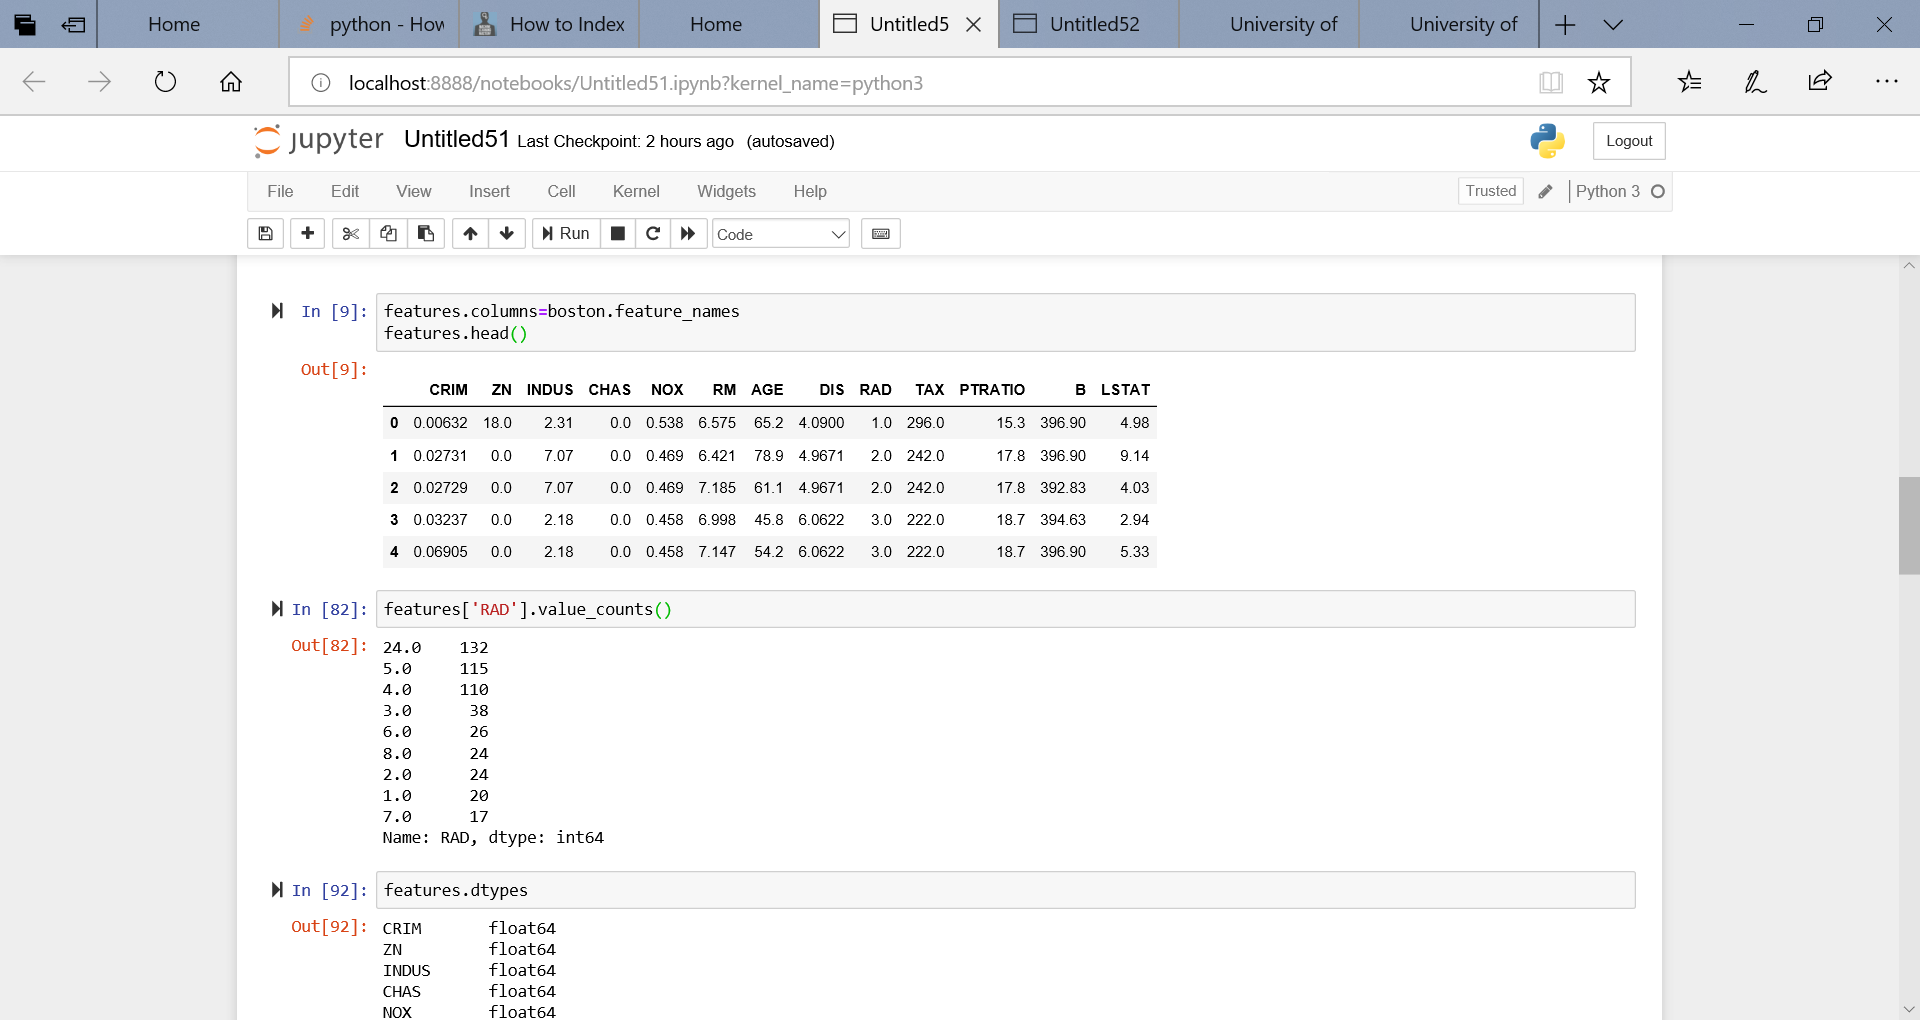 Home python - How How to Index Home Untitled5 Untitled52 University of University of
localhost:8888/notebooks/Untitled51.ipynb?kernel_name=python3
jupyter Untitled51 Last Checkpoint: 2 hours ago (autosaved) Logout
File Edit View Insert Cell Kernel Widgets Help Trusted Python 3
Run Code
In [9]: features.columns=boston.feature_names
features.head()
Out[9]:
CRIM ZN INDUS CHAS NOX RM AGE DIS RAD TAX PTRATIO B LSTAT
0 0.00632 18.0 2.31 0.0 0.538 6.575 65.2 4.0900 1.0 296.0 15.3 396.90 4.98
1 0.02731 0.0 7.07 0.0 0.469 6.421 78.9 4.9671 2.0 242.0 17.8 396.90 9.14
2 0.02729 0.0 7.07 0.0 0.469 7.185 61.1 4.9671 2.0 242.0 17.8 392.83 4.03
3 0.03237 0.0 2.18 0.0 0.458 6.998 45.8 6.0622 3.0 222.0 18.7 394.63 2.94
4 0.06905 0.0 2.18 0.0 0.458 7.147 54.2 6.0622 3.0 222.0 18.7 396.90 5.33
In [82]: features['RAD'].value_counts()
Out[82]: 24.0 132
5.0 115
4.0 110
3.0 38
6.0 26
8.0 24
2.0 24
1.0 20
7.0 17
Name: RAD, dtype: int64
In [92]: features.dtypes
Out[92]: CRIM float64
ZN float64
INDUS float64
CHAS float64
NOX float64